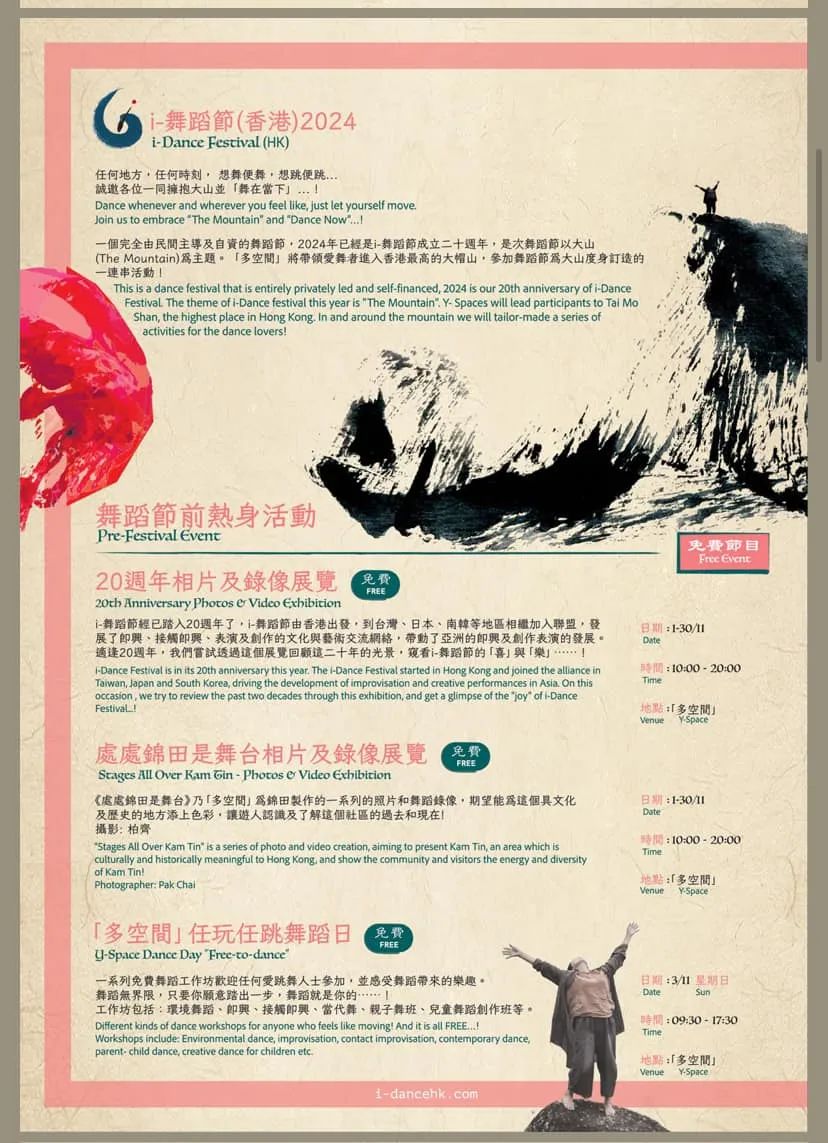 i-舞蹈節(香港)2024
i-Dance Festival (HK)
任何地方，任何時刻， 想舞便舞，想跳便跳…
誠邀各位一同擁抱大山並「舞在當下」…！
Dance whenever and wherever you feel like, just let yourself move.
Join us to embrace "The Mountain" and "Dance Now"...!
一個完全由民間主導及自資的舞蹈節，2024年已經是i-舞蹈節成立二十週年，是次舞蹈節以大山
(The Mountain)爲主題。「多空間」將帶領愛舞者進入香港最高的大帽山，參加舞蹈節爲大山度身訂造的
一連串活動！
This is a dance festival that is entirely privately led and self-financed, 2024 is our 20th anniversary of i-Dance
Festival. The theme of i-Dance festival this year is "The Mountain". Y- Spaces will lead participants to Tai Mo
Shan, the highest place in Hong Kong. In and around the mountain we will tailor-made a series of
activities for the dance lovers!
舞蹈節前熱身活動
Pre-Festival Event
免費節目
Free Event
20週年相片及錄像展覽 免費
FREE
20th Anniversary Photos & Video Exhibition
i-舞蹈節經已踏入20週年了，i-舞蹈節由香港出發，到台灣、日本、南韓等地區相繼加入聯盟，發
展了即興、接觸即興、表演及創作的文化與藝術交流網絡，帶動了亞洲的即興及創作表演的發展。
適逢20週年，我們嘗試透過這個展覽回顧這二十年的光景，窺看i-舞蹈節的「喜」與「樂」……！
i-Dance Festival is in its 20th anniversary this year. The i-Dance Festival started in Hong Kong and joined the alliance in
Taiwan, Japan and South Korea, driving the development of improvisation and creative performances in Asia. On this
occasion , we try to review the past two decades through this exhibition, and get a glimpse of the "joy" of i-Dance
Festival...!
日期 : 1-30/11
Date
時間 : 10:00 - 20:00
Time
地點 :「多空間」
Venue Y-Space
處處錦田是舞台相片及錄像展覽 免費
FREE
Stages All Over Kam Tin - Photos & Video Exhibition
《處處錦田是舞台》乃「多空間」爲錦田製作的一系列的照片和舞蹈錄像，期望能爲這個具文化
及歷史的地方添上色彩，讓遊人認識及了解這個社區的過去和現在!
攝影: 柏齊
"Stages All Over Kam Tin" is a series of photo and video creation, aiming to present Kam Tin, an area which is
culturally and historically meaningful to Hong Kong, and show the community and visitors the energy and diversity
of Kam Tin!
Photographer: Pak Chai
日期 : 1-30/11
Date
時間 : 10:00 - 20:00
Time
地點 :「多空間」
Venue Y-Space
「多空間」任玩任跳舞蹈日 免費
FREE
Y-Space Dance Day "Free-to-dance"
一系列免費舞蹈工作坊歡迎任何愛跳舞人士參加，並感受舞蹈帶來的樂趣。
舞蹈無界限，只要你願意踏出一步，舞蹈就是你的……！
工作坊包括：環境舞蹈、即興、接觸即興、當代舞、親子舞班、兒童舞蹈創作班等。
Different kinds of dance workshops for anyone who feels like moving! And it is all FREE...!
Workshops include: Environmental dance, improvisation, contact improvisation, contemporary dance,
parent- child dance, creative dance for children etc.
日期 : 3/11 星期日
Date Sun
時間 : 09:30 - 17:30
Time
地點 :「多空間」
Venue Y-Space
i-dancehk.com